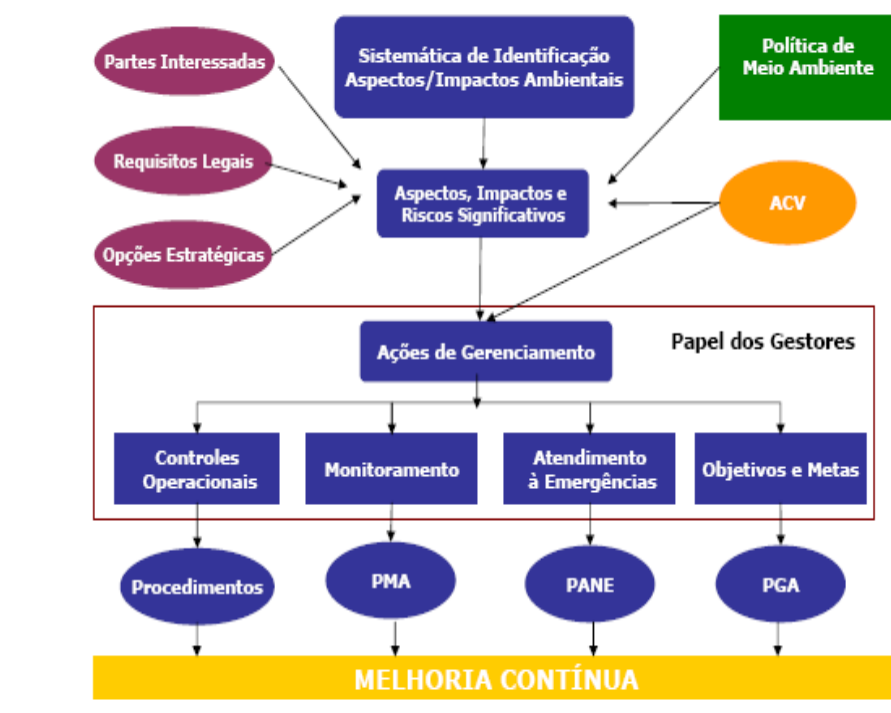 Partes Interessadas
Sistemática de Identificação
Aspectos/Impactos Ambientais
Política de
Meio Ambiente
Requisitos Legais
Aspectos, Impactos e
Riscos Significativos
ACV
Opções Estratégicas
Ações de Gerenciamento
Papel dos Gestores
Controles
Operacionais
Monitoramento
Atendimento
à Emergências
Objetivos e Metas
Procedimentos
PMA
PANE
PGA
MELHORIA CONTÍNUA